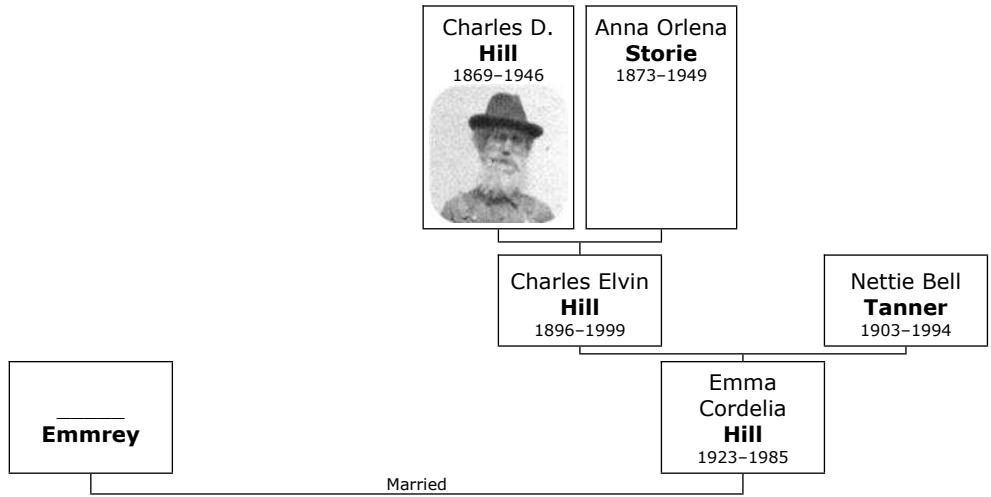 Charles D.
Hill
1869–1946
Anna Orlena
Storie
1873–1949
Charles Elvin
Hill
1896–1999
Nettie Bell
Tanner
1903–1994
______
Emmrey
Emma
Cordelia
Hill
1923–1985
Married